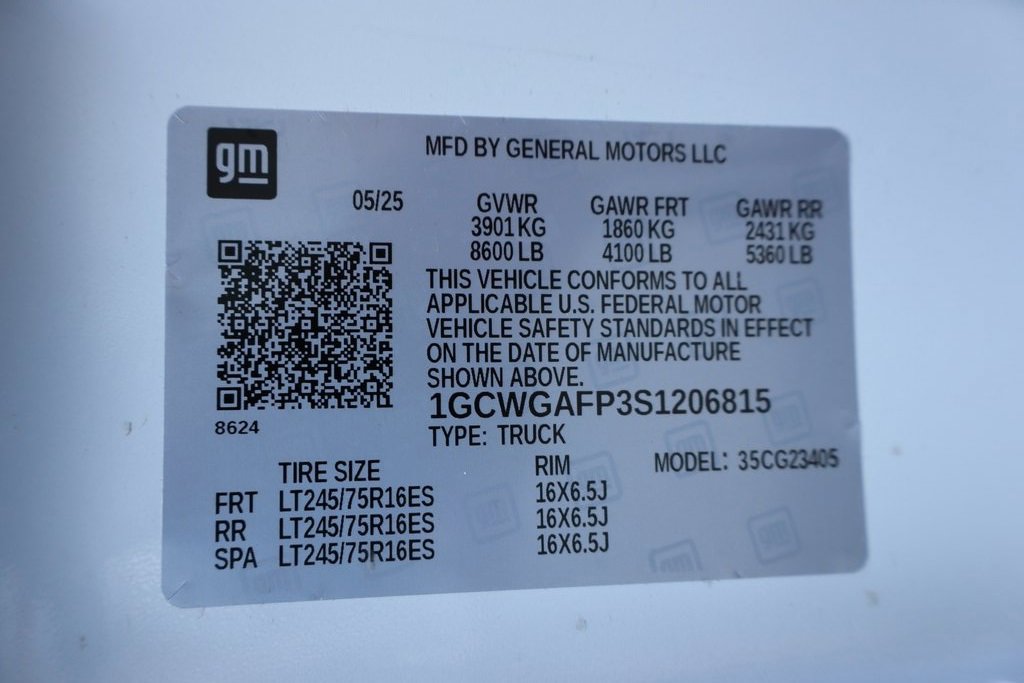 gm
MFD BY GENERAL MOTORS LLC
05/25 GVWR GAWR FRT GAWR RR
3901 KG 1860 KG 2431 KG
8600 LB 4100 LB 5360 LB
THIS VEHICLE CONFORMS TO ALL
APPLICABLE U.S. FEDERAL MOTOR
VEHICLE SAFETY STANDARDS IN EFFECT
ON THE DATE OF MANUFACTURE
SHOWN ABOVE.
1GCWGAFP3S1206815
8624
TYPE: TRUCK
TIRE SIZE RIM MODEL: 35CG23405
FRT LT245/75R16ES 16X6.5J
RR LT245/75R16ES 16X6.5J
SPA LT245/75R16ES 16X6.5J